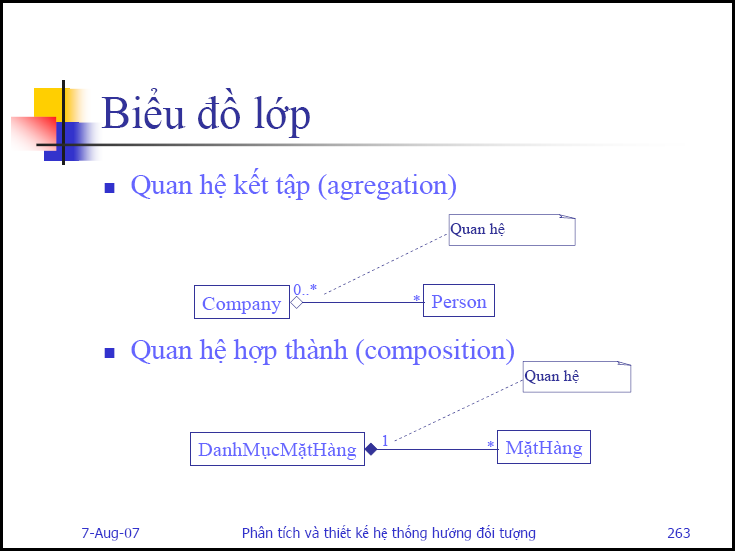 Biểu đồ lớp
Quan hệ kết tập (agregation)
Quan hệ
0..*
Company
* Person
Quan hệ hợp thành (composition)
Quan hệ
1
DanhMụcMặtHàng
* MặtHàng
7-Aug-07 Phân tích và thiết kế hệ thống hướng đối tượng 263